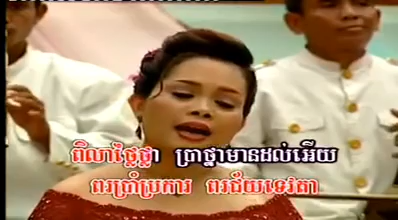 ពិលាថ្លៃថ្លា ប្រាថ្នាមានដល់អើយ
ពរប្រាំប្រការ ពរជ័យទេវតា